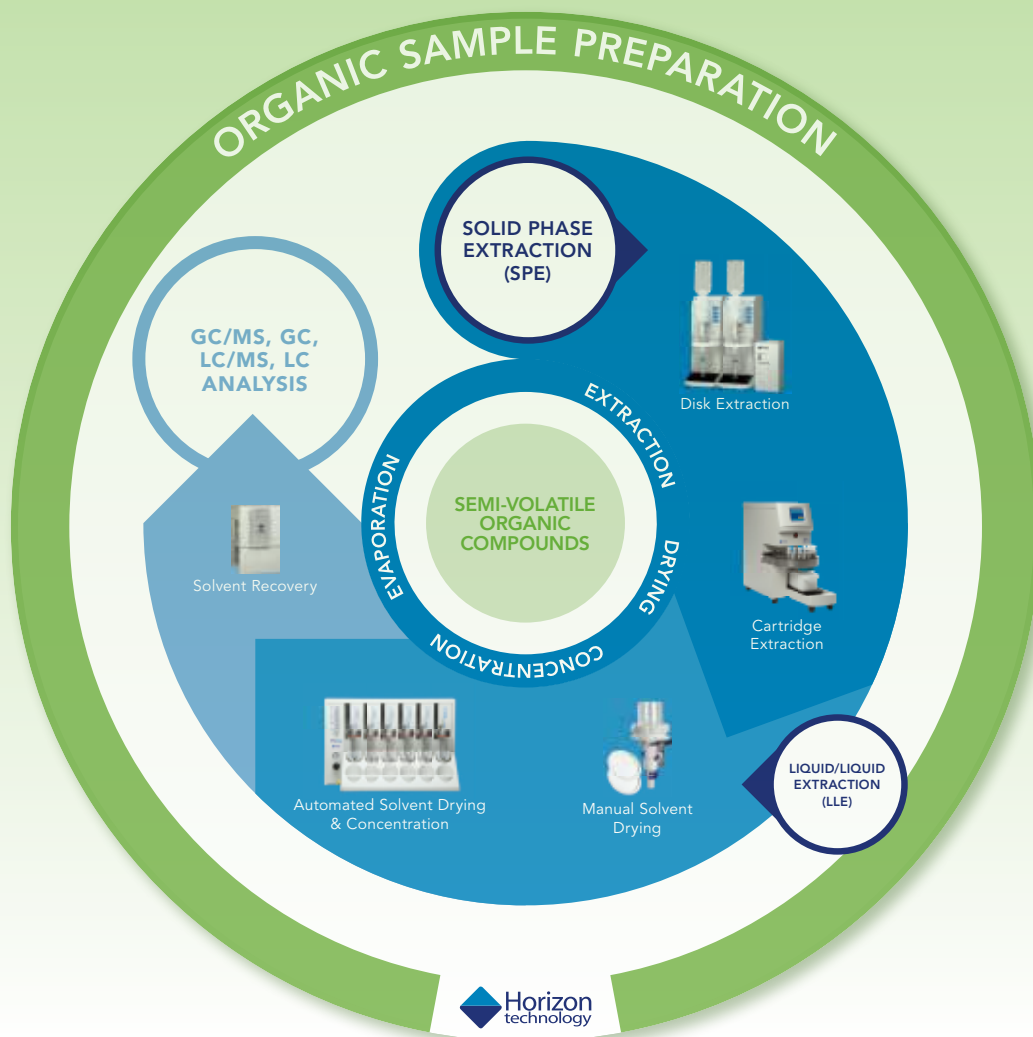 ORGANIC SAMPLE PREPARATION
SOLID PHASE
EXTRACTION
(SPE)
GC/MS, GC,
LC/MS, LC
ANALYSIS
Disk Extraction
EXTRACTION
DRYING
CONCENTRATION
EVAPORATION
SEMI-VOLATILE
ORGANIC
COMPOUNDS
Solvent Recovery
Cartridge
Extraction
Automated Solvent Drying
& Concentration
Manual Solvent
Drying
LIQUID/LIQUID
EXTRACTION
(LLE)
Horizon
technology